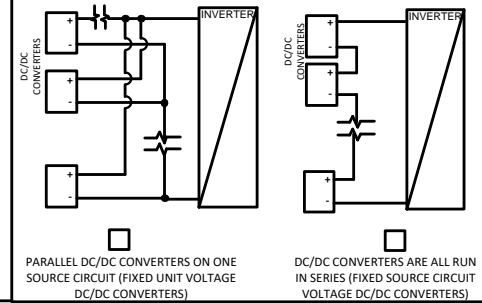 INVERTER
DC/DC
CONVERTERS
+
-
+
-
+
-
PARALLEL DC/DC CONVERTERS ON ONE
SOURCE CIRCUIT (FIXED UNIT VOLTAGE
DC/DC CONVERTERS)
INVERTER
DC/DC
CONVERTERS
+
-
+
-
+
-
DC/DC CONVERTERS ARE ALL RUN
IN SERIES (FIXED SOURCE CIRCUIT
VOLTAGE DC/DC CONVERTERS)